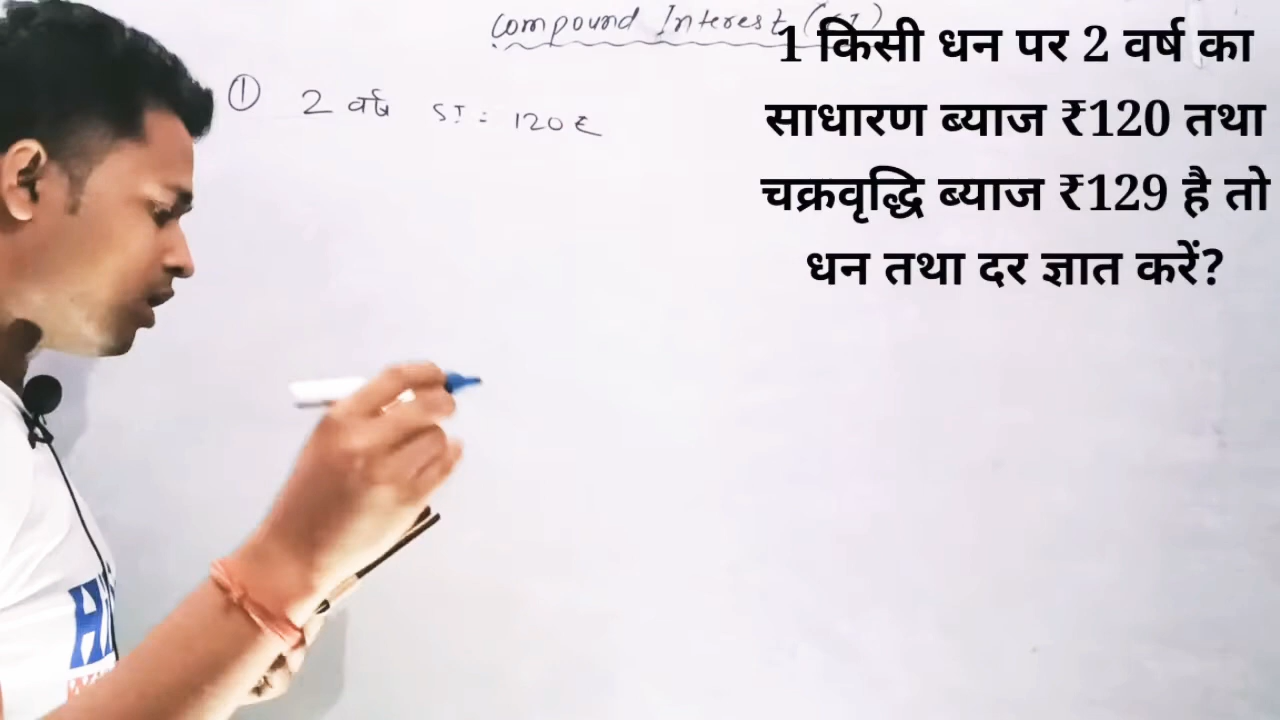 Compound Interest
① 2 वर्ष SI = 120₹
1 किसी धन पर 2 वर्ष का
साधारण ब्याज ₹120 तथा
चक्रवृद्धि ब्याज ₹129 है तो
धन तथा दर ज्ञात करें?